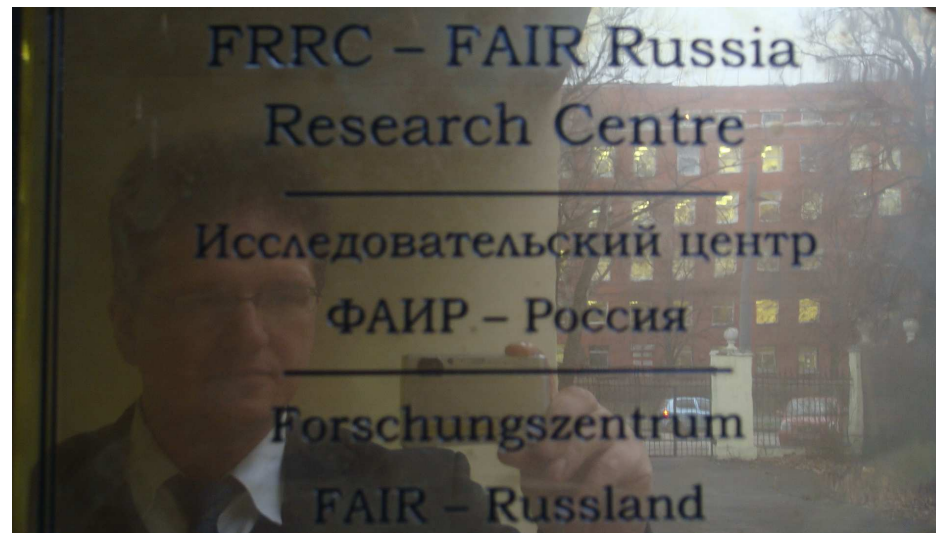 FRRC – FAIR Russia
Research Centre
Исследовательский центр
ФАИР – Россия
Forschungszentrum
FAIR – Russland